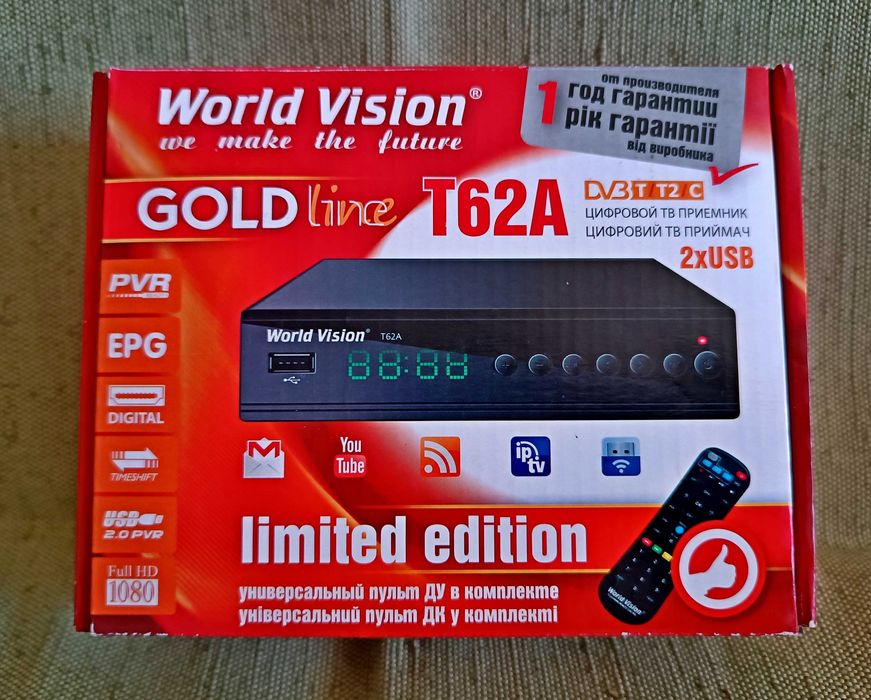 World Vision®
we make the future
1 от производителя
год гарантии
рік гарантії
від виробника
GOLD line T62A
DVB T/T2/C
ЦИФРОВОЙ ТВ ПРИЕМНИК
ЦИФРОВИЙ ТВ ПРИЙМАЧ
2xUSB
PVR
EPG
DIGITAL
TIMESHIFT
USB
2.0 PVR
Full HD
1080
World Vision® T62A
88:88
You
Tube
ip
tv
limited edition
универсальный пульт ДУ в комплекте
універсальний пульт ДК у комплекті
World Vision